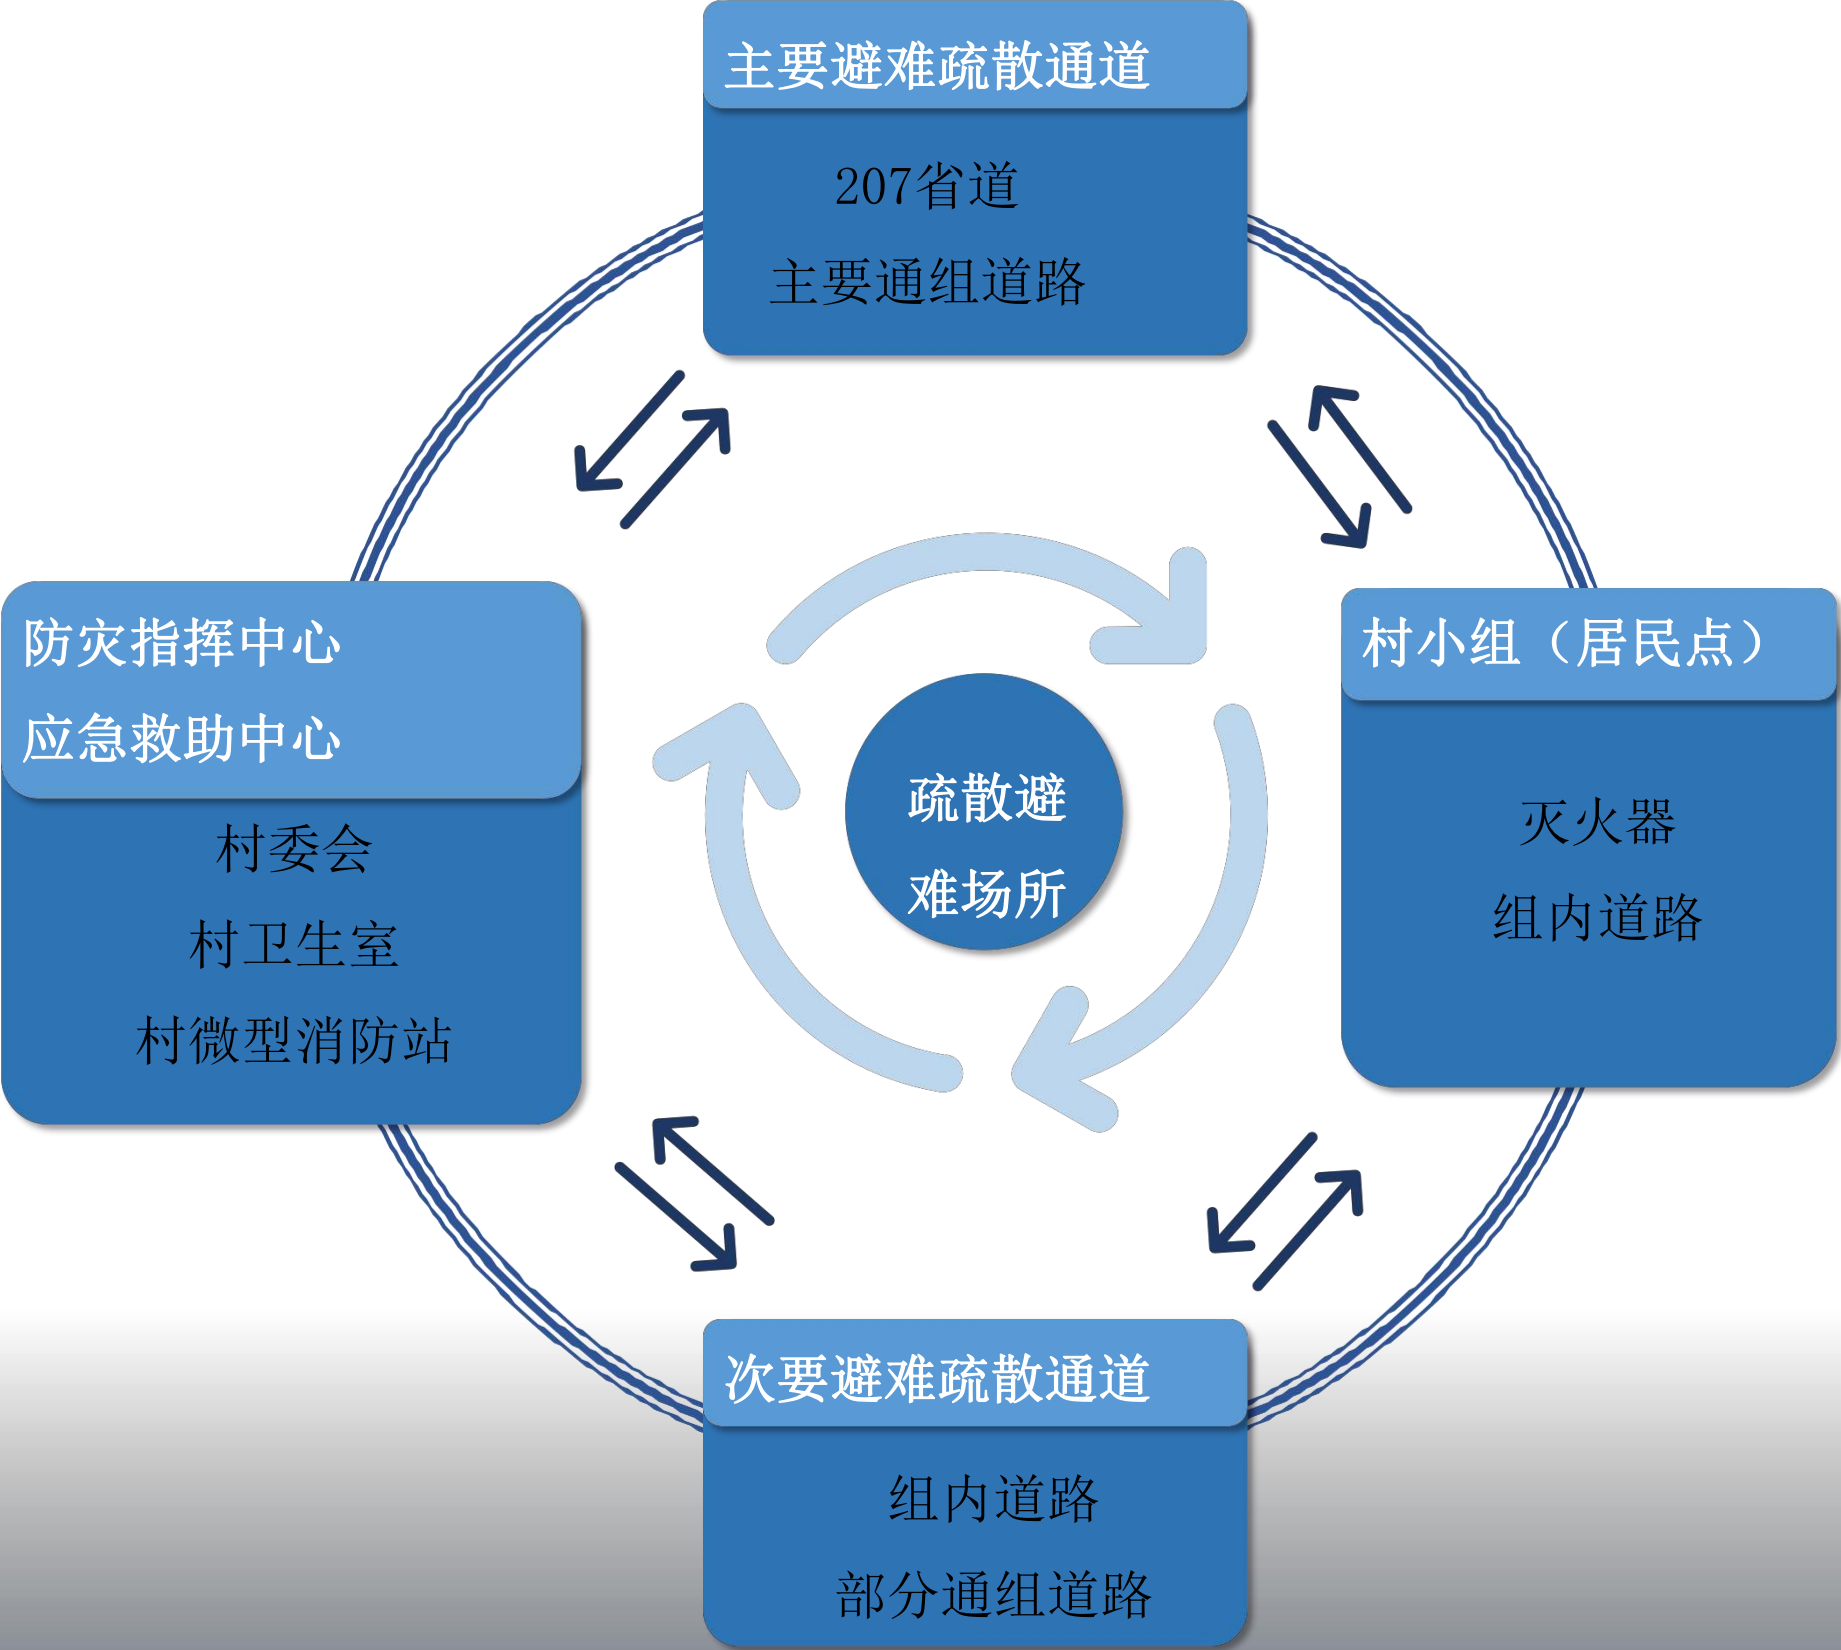 主要避难疏散通道
207省道
主要通组道路
防灾指挥中心
应急救助中心
村委会
村卫生室
村微型消防站
疏散避
难场所
村小组（居民点）
灭火器
组内道路
次要避难疏散通道
组内道路
部分通组道路